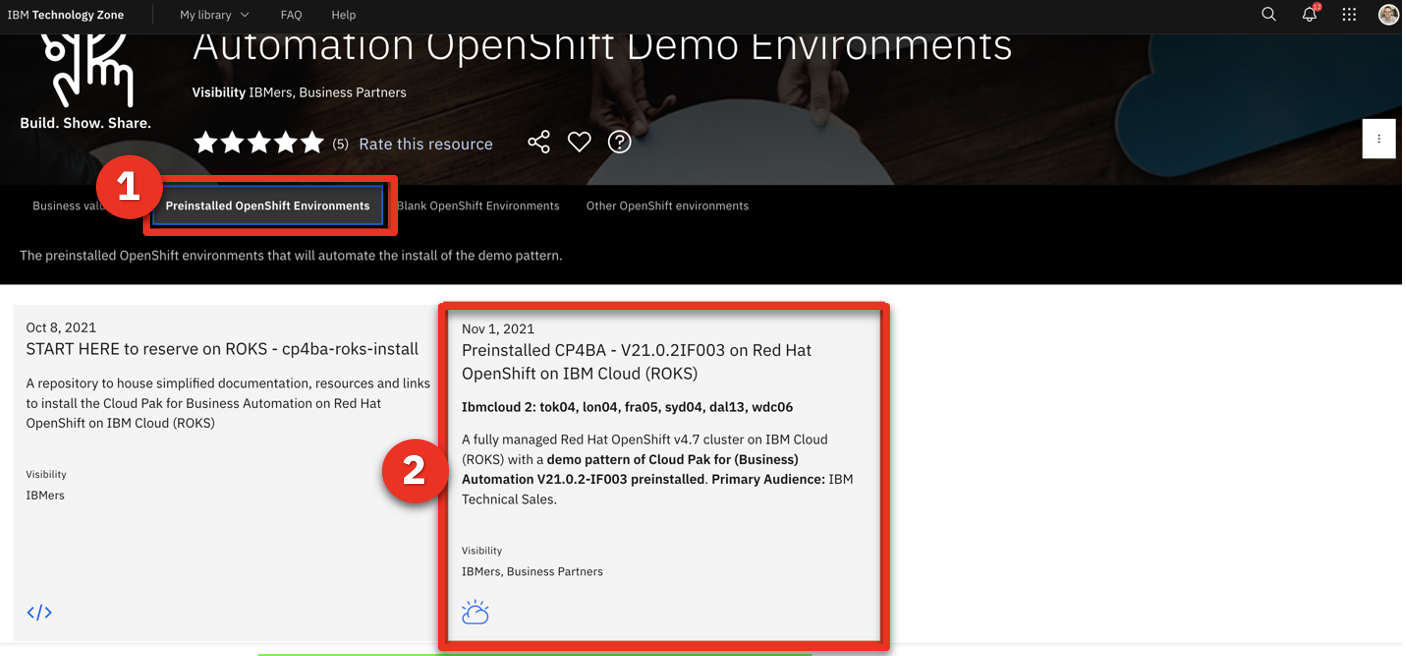 IBM Technology Zone
My library
FAQ
Help
12
Automation OpenShift Demo Environments
Visibility IBMers, Business Partners
Build. Show. Share.
(5) Rate this resource
1
Business
Preinstalled OpenShift Environments
Blank OpenShift Environments
Other OpenShift environments
The preinstalled OpenShift environments that will automate the install of the demo pattern.
Oct 8, 2021
START HERE to reserve on ROKS - cp4ba-roks-install
A repository to house simplified documentation, resources and links
to install the Cloud Pak for Business Automation on Red Hat
OpenShift on IBM Cloud (ROKS)
Visibility
IBMers
</>
2
Nov 1, 2021
Preinstalled CP4BA - V21.0.2IF003 on Red Hat
OpenShift on IBM Cloud (ROKS)
Ibmcloud 2: tok04, lon04, fra05, syd04, dal13, wdc06
A fully managed Red Hat OpenShift v4.7 cluster on IBM Cloud
(ROKS) with a demo pattern of Cloud Pak for (Business)
Automation V21.0.2-IF003 preinstalled. Primary Audience: IBM
Technical Sales.
Visibility
IBMers, Business Partners